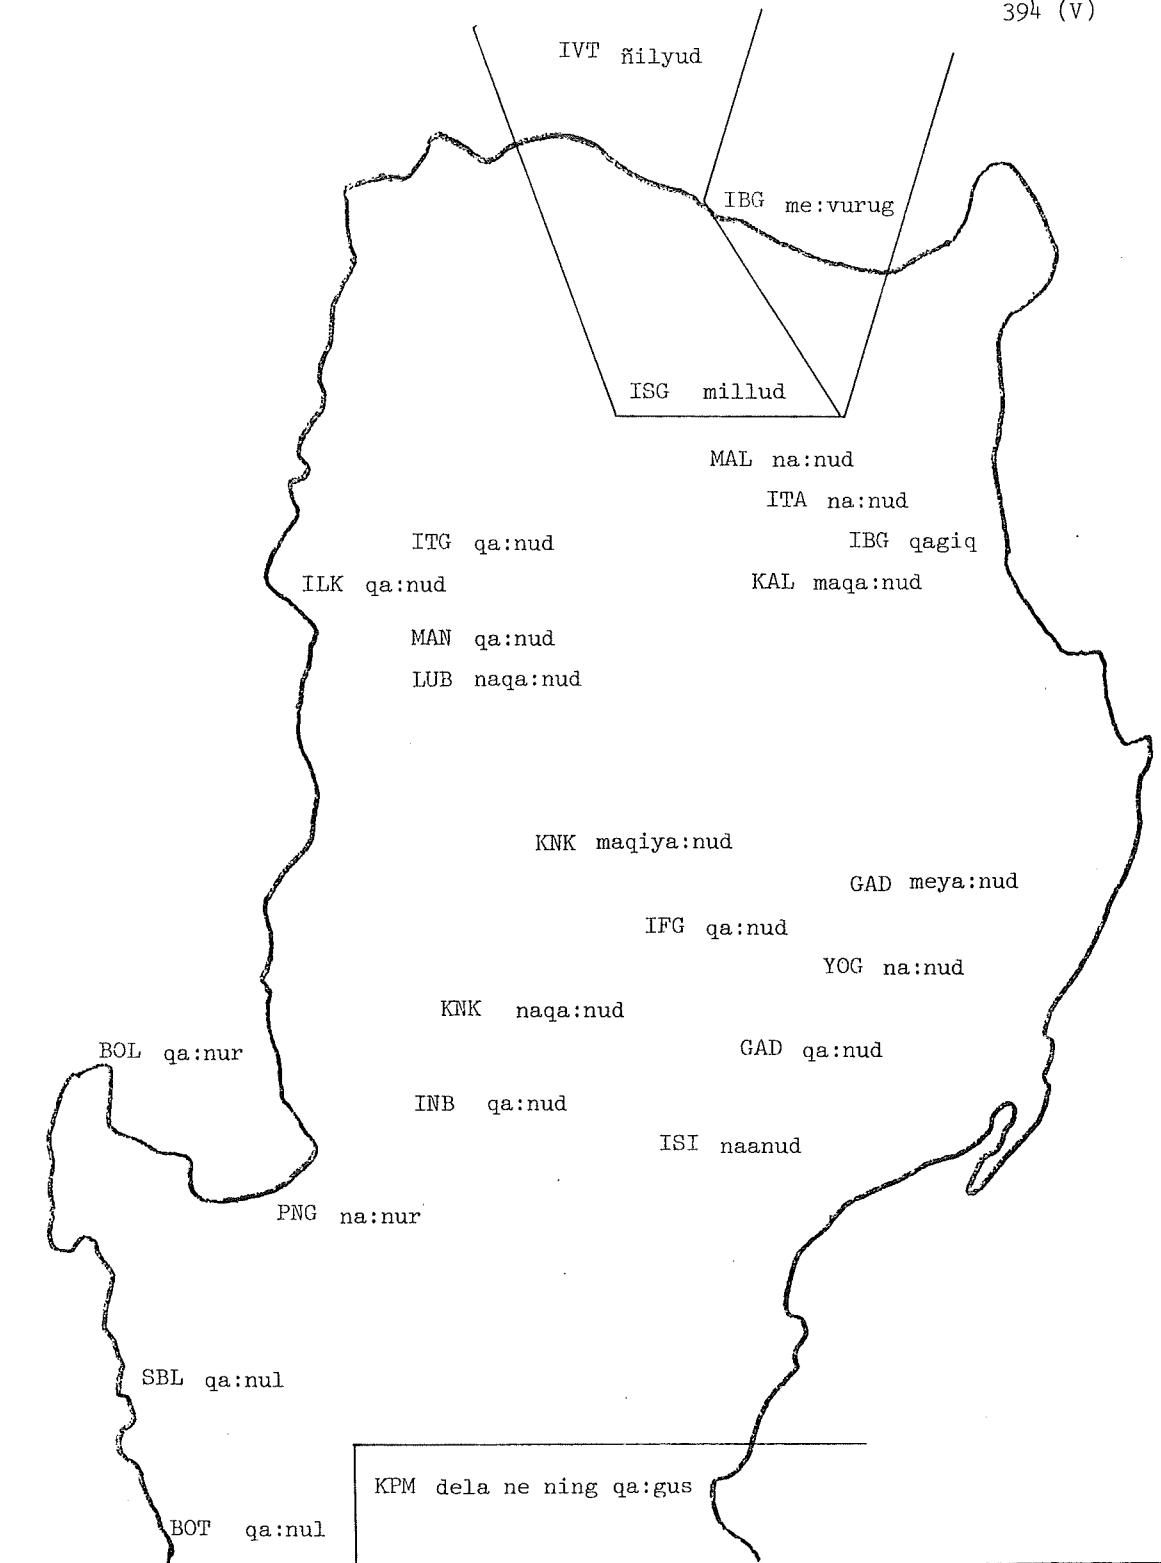 394 (V)
IVT ñilyud
IBG me:vurug
ISG millud
MAL na:nud
ITA na:nud
ITG qa:nud
IBG qagiq
ILK qa:nud
KAL maqa:nud
MAN qa:nud
LUB naqa:nud
KNK maqiya:nud
GAD meya:nud
IFG qa:nud
YOG na:nud
KNK naqa:nud
GAD qa:nud
BOL qa:nur
INB qa:nud
ISI naanud
PNG na:nur
SBL qa:nul
KPM dela ne ning qa:gus
BOT qa:nul